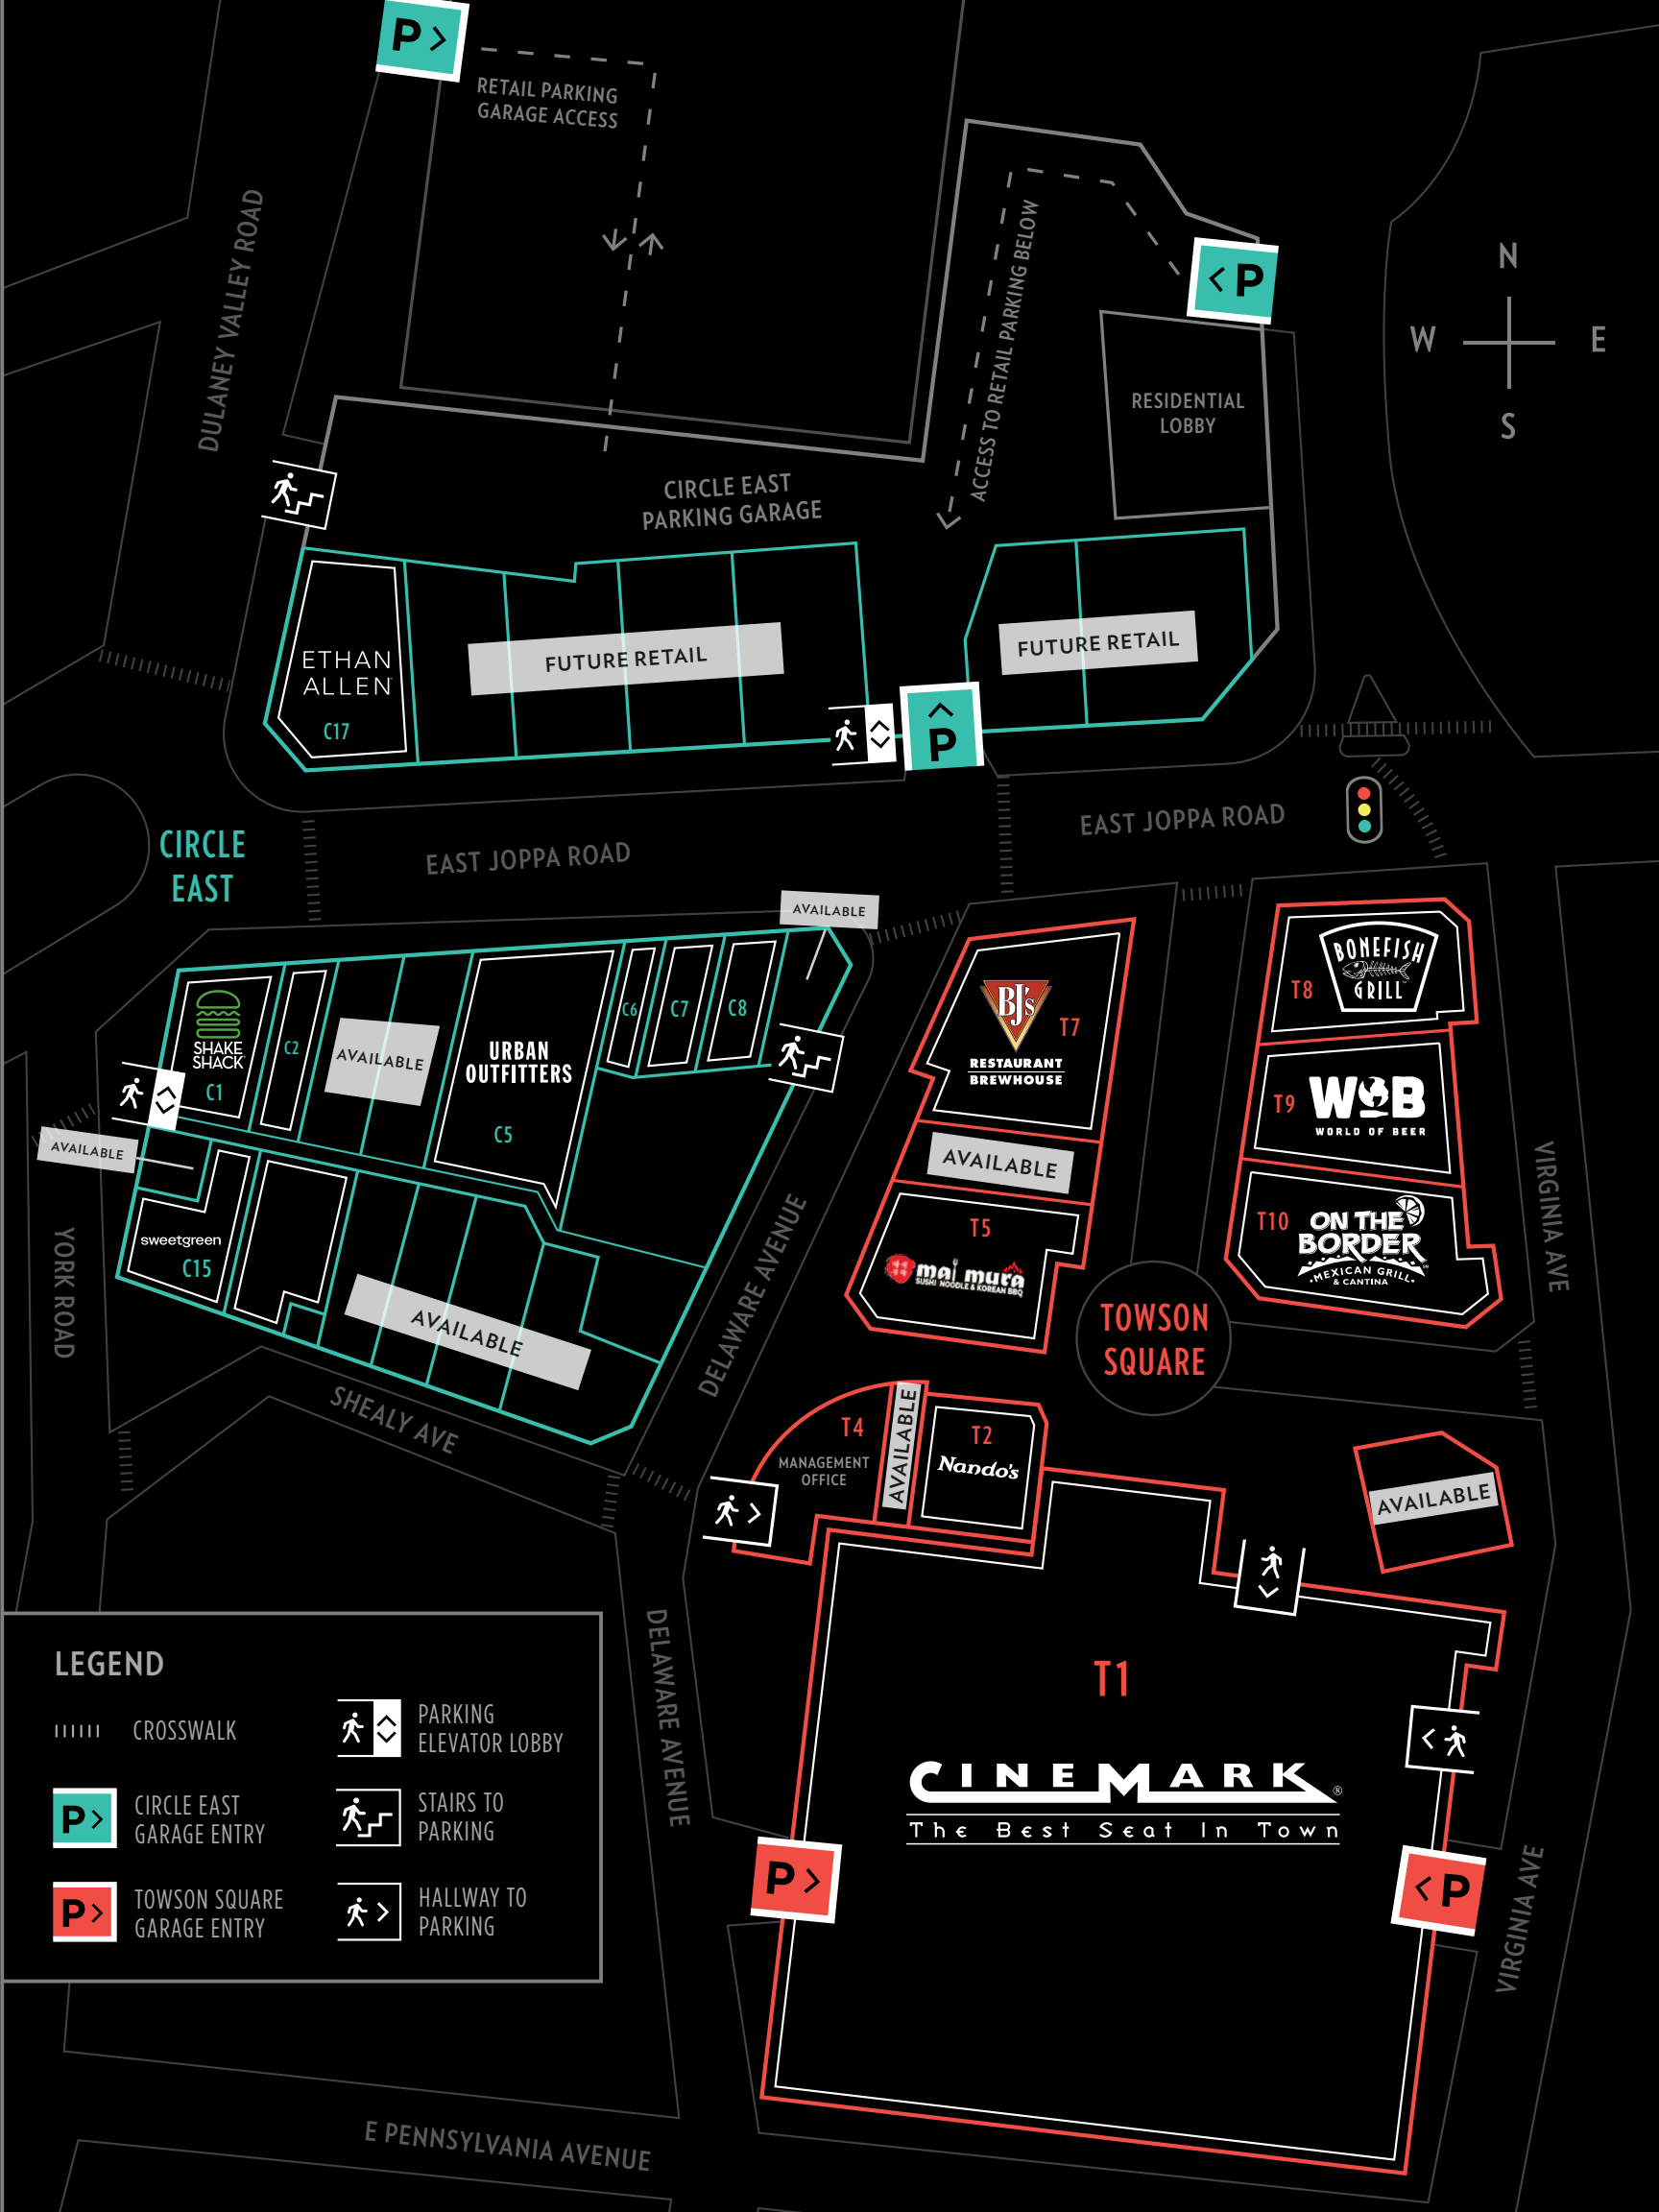 P >
RETAIL PARKING
GARAGE ACCESS
DULANEY VALLEY ROAD
ACCESS TO RETAIL PARKING BELOW
< P
N
W
E
S
RESIDENTIAL
LOBBY
CIRCLE EAST
PARKING GARAGE
ETHAN
ALLEN
C17
FUTURE RETAIL
FUTURE RETAIL
P
CIRCLE
EAST
EAST JOPPA ROAD
EAST JOPPA ROAD
AVAILABLE
SHAKE
SHACK
C1
C2
AVAILABLE
URBAN
OUTFITTERS
C5
C6
C7
C8
AVAILABLE
sweetgreen
C15
AVAILABLE
YORK ROAD
SHEALY AVE
DELAWARE AVENUE
BJ's
RESTAURANT
BREWHOUSE
T7
AVAILABLE
T5
mai mura
SUSHI NOODLE & KOREAN BBQ
T8
BONEFISH
GRILL
T9
WOB
WORLD OF BEER
T10
ON THE
BORDER
MEXICAN GRILL
& CANTINA
VIRGINIA AVE
TOWSON
SQUARE
T4
MANAGEMENT
OFFICE
AVAILABLE
T2
Nando's
AVAILABLE
T1
CINEMARK®
The Best Seat In Town
P >
< P
DELAWARE AVENUE
VIRGINIA AVE
LEGEND
CROSSWALK
PARKING
ELEVATOR LOBBY
P >
CIRCLE EAST
GARAGE ENTRY
STAIRS TO
PARKING
P >
TOWSON SQUARE
GARAGE ENTRY
HALLWAY TO
PARKING
E PENNSYLVANIA AVENUE